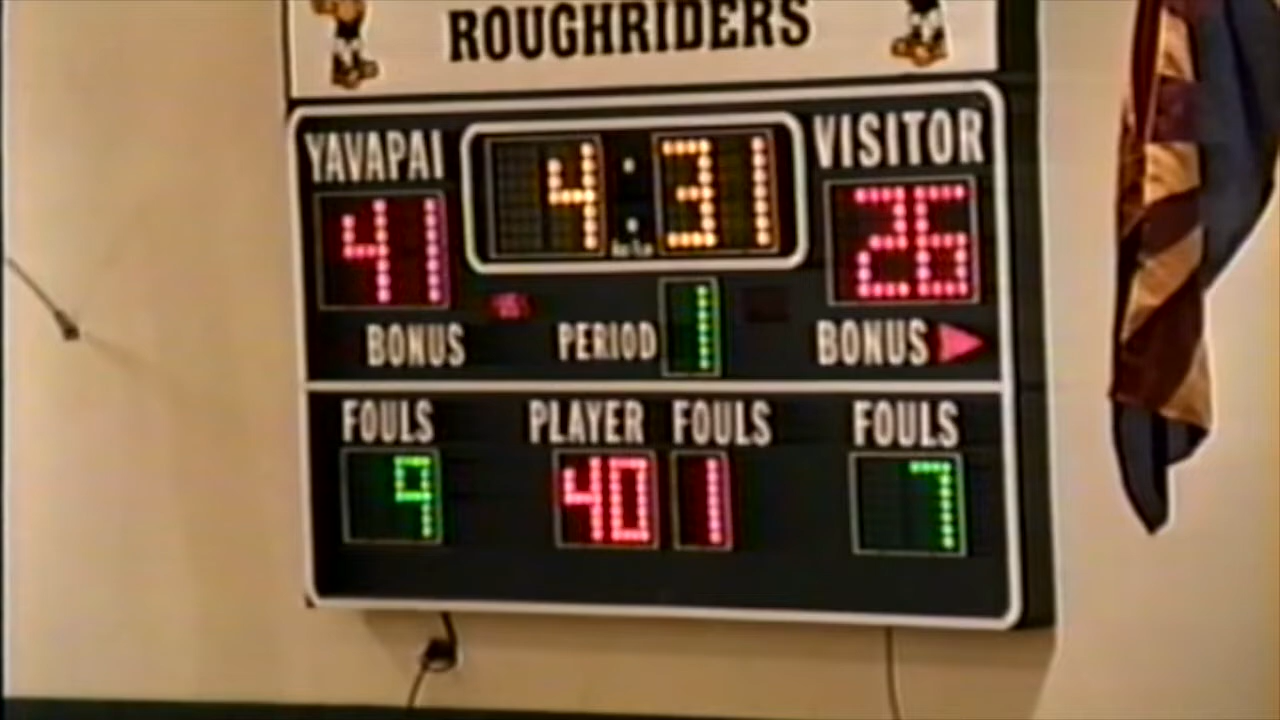 ROUGHRIDERS
YAVAPAI 4:31 VISITOR
41 26
BONUS PERIOD 1 BONUS
FOULS PLAYER FOULS FOULS
9 40 1 7